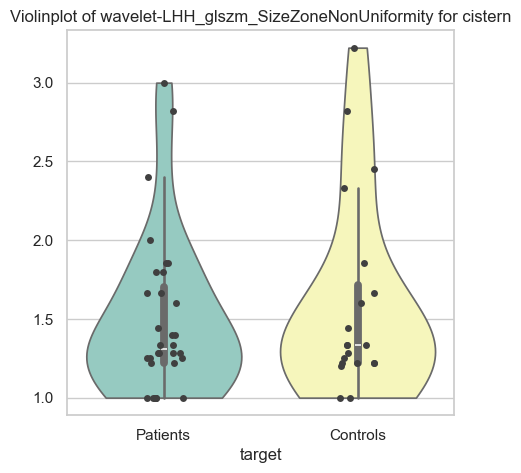 Violinplot of wavelet-LHH_glszm_SizeZoneNonUniformity for cistern
3.0
2.5
2.0
1.5
1.0
Patients Controls
target